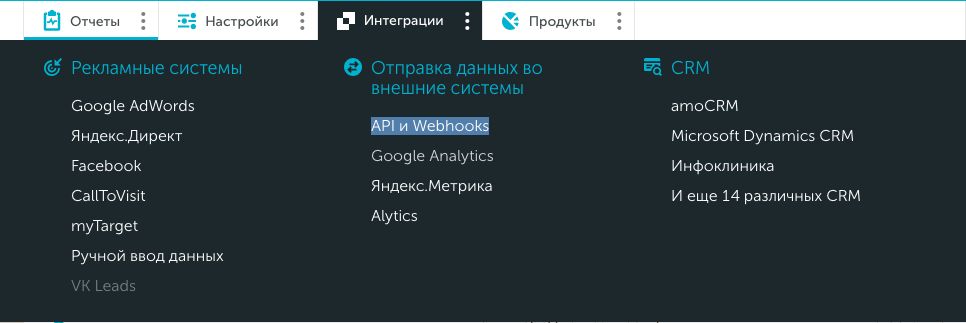 Отчеты
Настройки
Интеграции
Продукты
Рекламные системы
Google AdWords
Яндекс.Директ
Facebook
CallToVisit
myTarget
Ручной ввод данных
VK Leads
Отправка данных во
внешние системы
API и Webhooks
Google Analytics
Яндекс.Метрика
Alytics
CRM
amoCRM
Microsoft Dynamics CRM
Инфоклиника
И еще 14 различных CRM